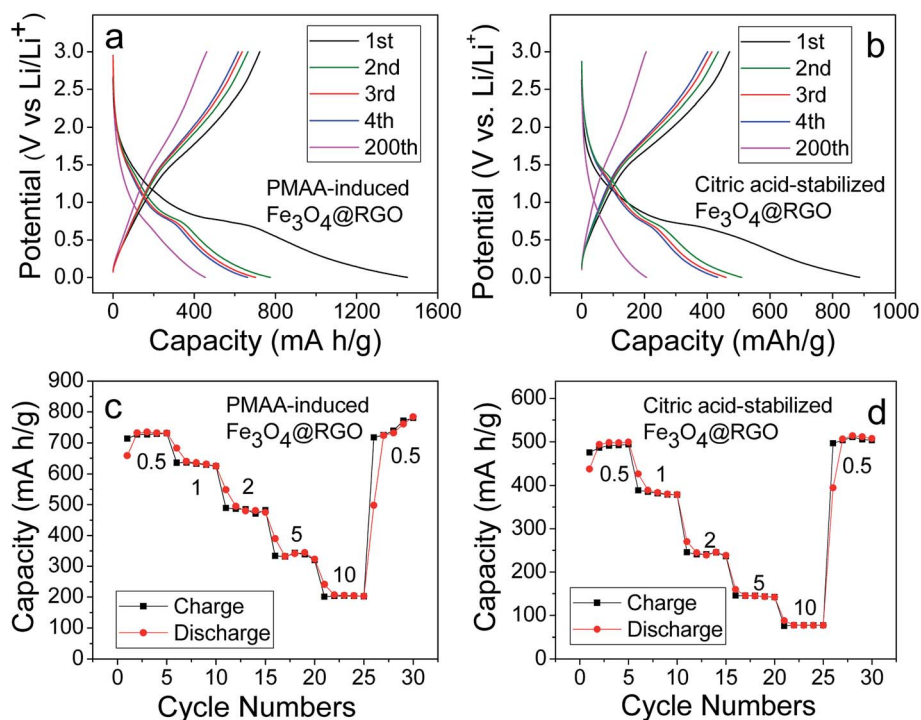 a
3.0
2.5
2.0
1.5
1.0
0.5
0.0
Potential (V vs Li/Li⁺)
1st
2nd
3rd
4th
200th
PMAA-induced
Fe₃O₄@RGO
0 400 800 1200 1600
Capacity (mA h/g)
b
3.0
2.5
2.0
1.5
1.0
0.5
0.0
Potential (V vs. Li/Li⁺)
1st
2nd
3rd
4th
200th
Citric acid-stabilized
Fe₃O₄@RGO
0 200 400 600 800 1000
Capacity (mAh/g)
c
900
800
700
600
500
400
300
200
100
0
Capacity (mA h/g)
PMAA-induced
Fe₃O₄@RGO
0.5
1
2
5
10
0.5
Charge
Discharge
0 5 10 15 20 25 30
Cycle Numbers
d
600
500
400
300
200
100
0
Capacity (mA h/g)
Citric acid-stabilized
Fe₃O₄@RGO
0.5
1
2
5
10
0.5
Charge
Discharge
0 5 10 15 20 25 30
Cycle Numbers